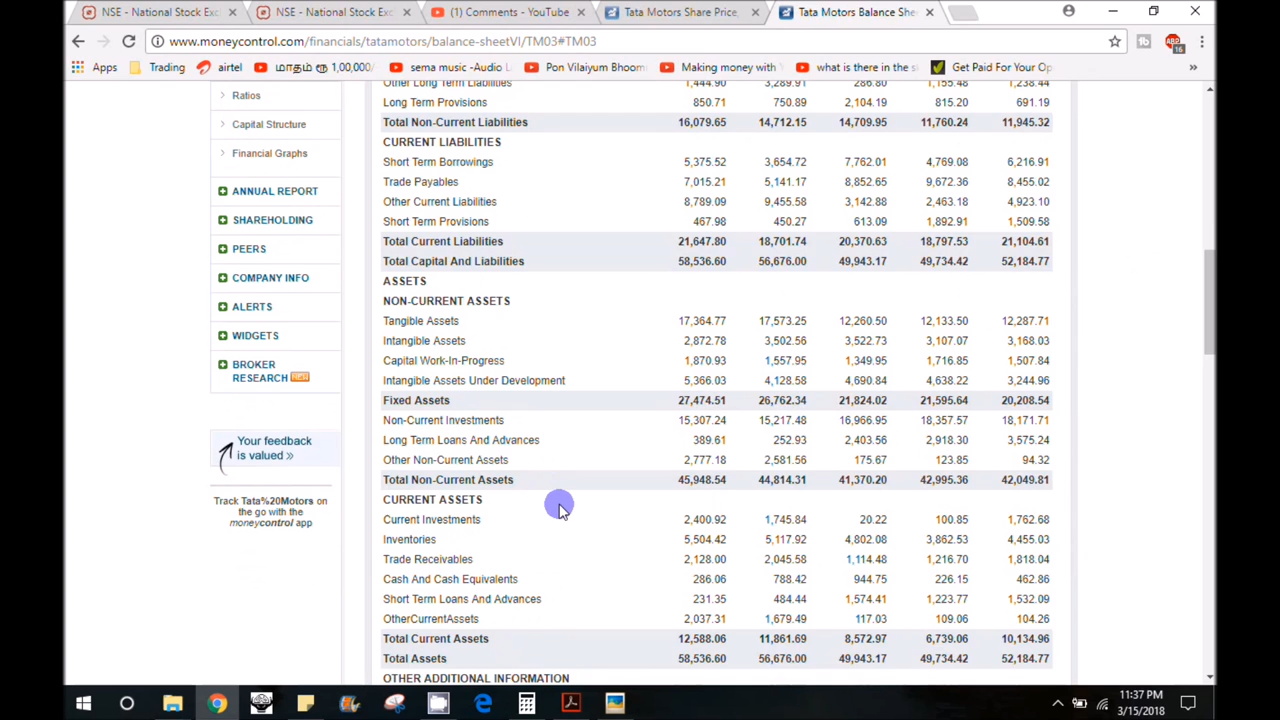 NSE - National Stock Exc
NSE - National Stock Exc
(1) Comments - YouTube
Tata Motors Share Price,
Tata Motors Balance She
www.moneycontrol.com/financials/tatamotors/balance-sheetVI/TM03#TM03
Apps Trading airtel மாதம் ரூ 1,00,000/ sema music -Audio L Pon Vilaiyum Bhoom Making money with what is there in the s Get Paid For Your Op »
Ratios
Capital Structure
Financial Graphs
ANNUAL REPORT
SHAREHOLDING
PEERS
COMPANY INFO
ALERTS
WIDGETS
BROKER
RESEARCH
Your feedback
is valued »
Track Tata%20Motors on
the go with the
moneycontrol app
Other Long Term Liabilities 1,444.90 3,289.91 286.80 1,155.48 1,238.44
Long Term Provisions 850.71 750.89 2,104.19 815.20 691.19
Total Non-Current Liabilities 16,079.65 14,712.15 14,709.95 11,760.24 11,945.32
CURRENT LIABILITIES
Short Term Borrowings 5,375.52 3,654.72 7,762.01 4,769.08 6,216.91
Trade Payables 7,015.21 5,141.17 8,852.65 9,672.36 8,455.02
Other Current Liabilities 8,789.09 9,455.58 3,142.88 2,463.18 4,923.10
Short Term Provisions 467.98 450.27 613.09 1,892.91 1,509.58
Total Current Liabilities 21,647.80 18,701.74 20,370.63 18,797.53 21,104.61
Total Capital And Liabilities 58,536.60 56,676.00 49,943.17 49,734.42 52,184.77
ASSETS
NON-CURRENT ASSETS
Tangible Assets 17,364.77 17,573.25 12,260.50 12,133.50 12,287.71
Intangible Assets 2,872.78 3,502.56 3,522.73 3,107.07 3,168.03
Capital Work-In-Progress 1,870.93 1,557.95 1,349.95 1,716.85 1,507.84
Intangible Assets Under Development 5,366.03 4,128.58 4,690.84 4,638.22 3,244.96
Fixed Assets 27,474.51 26,762.34 21,824.02 21,595.64 20,208.54
Non-Current Investments 15,307.24 15,217.48 16,966.95 18,357.57 18,171.71
Long Term Loans And Advances 389.61 252.93 2,403.56 2,918.30 3,575.24
Other Non-Current Assets 2,777.18 2,581.56 175.67 123.85 94.32
Total Non-Current Assets 45,948.54 44,814.31 41,370.20 42,995.36 42,049.81
CURRENT ASSETS
Current Investments 2,400.92 1,745.84 20.22 100.85 1,762.68
Inventories 5,504.42 5,117.92 4,802.08 3,862.53 4,455.03
Trade Receivables 2,128.00 2,045.58 1,114.48 1,216.70 1,818.04
Cash And Cash Equivalents 286.06 788.42 944.75 226.15 462.86
Short Term Loans And Advances 231.35 484.44 1,574.41 1,223.77 1,532.09
OtherCurrentAssets 2,037.31 1,679.49 117.03 109.06 104.26
Total Current Assets 12,588.06 11,861.69 8,572.97 6,739.06 10,134.96
Total Assets 58,536.60 56,676.00 49,943.17 49,734.42 52,184.77
OTHER ADDITIONAL INFORMATION
11:37 PM
3/15/2018